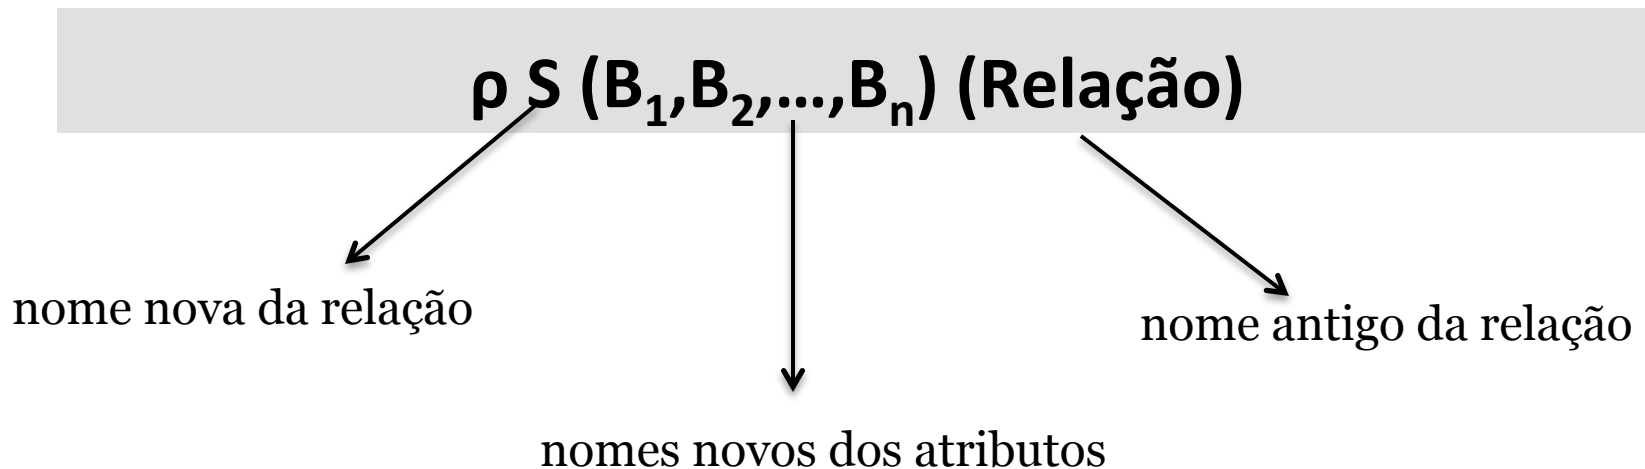 ρ S (B₁,B₂,...,Bₙ) (Relação)
nome nova da relação
nome antigo da relação
nomes novos dos atributos